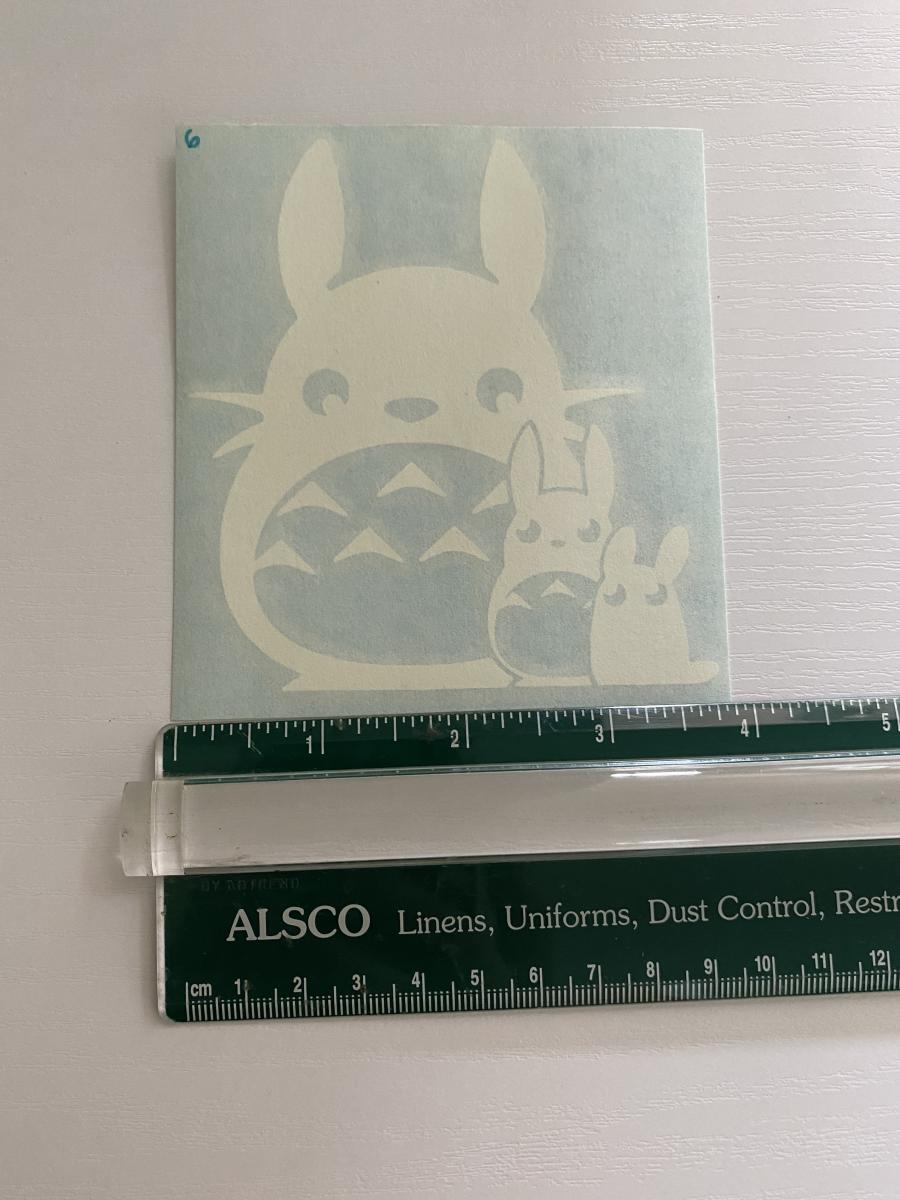 6
1 2 3 4 5
ALSCO Linens, Uniforms, Dust Control, Restr
cm 1 2 3 4 5 6 7 8 9 10 11 12